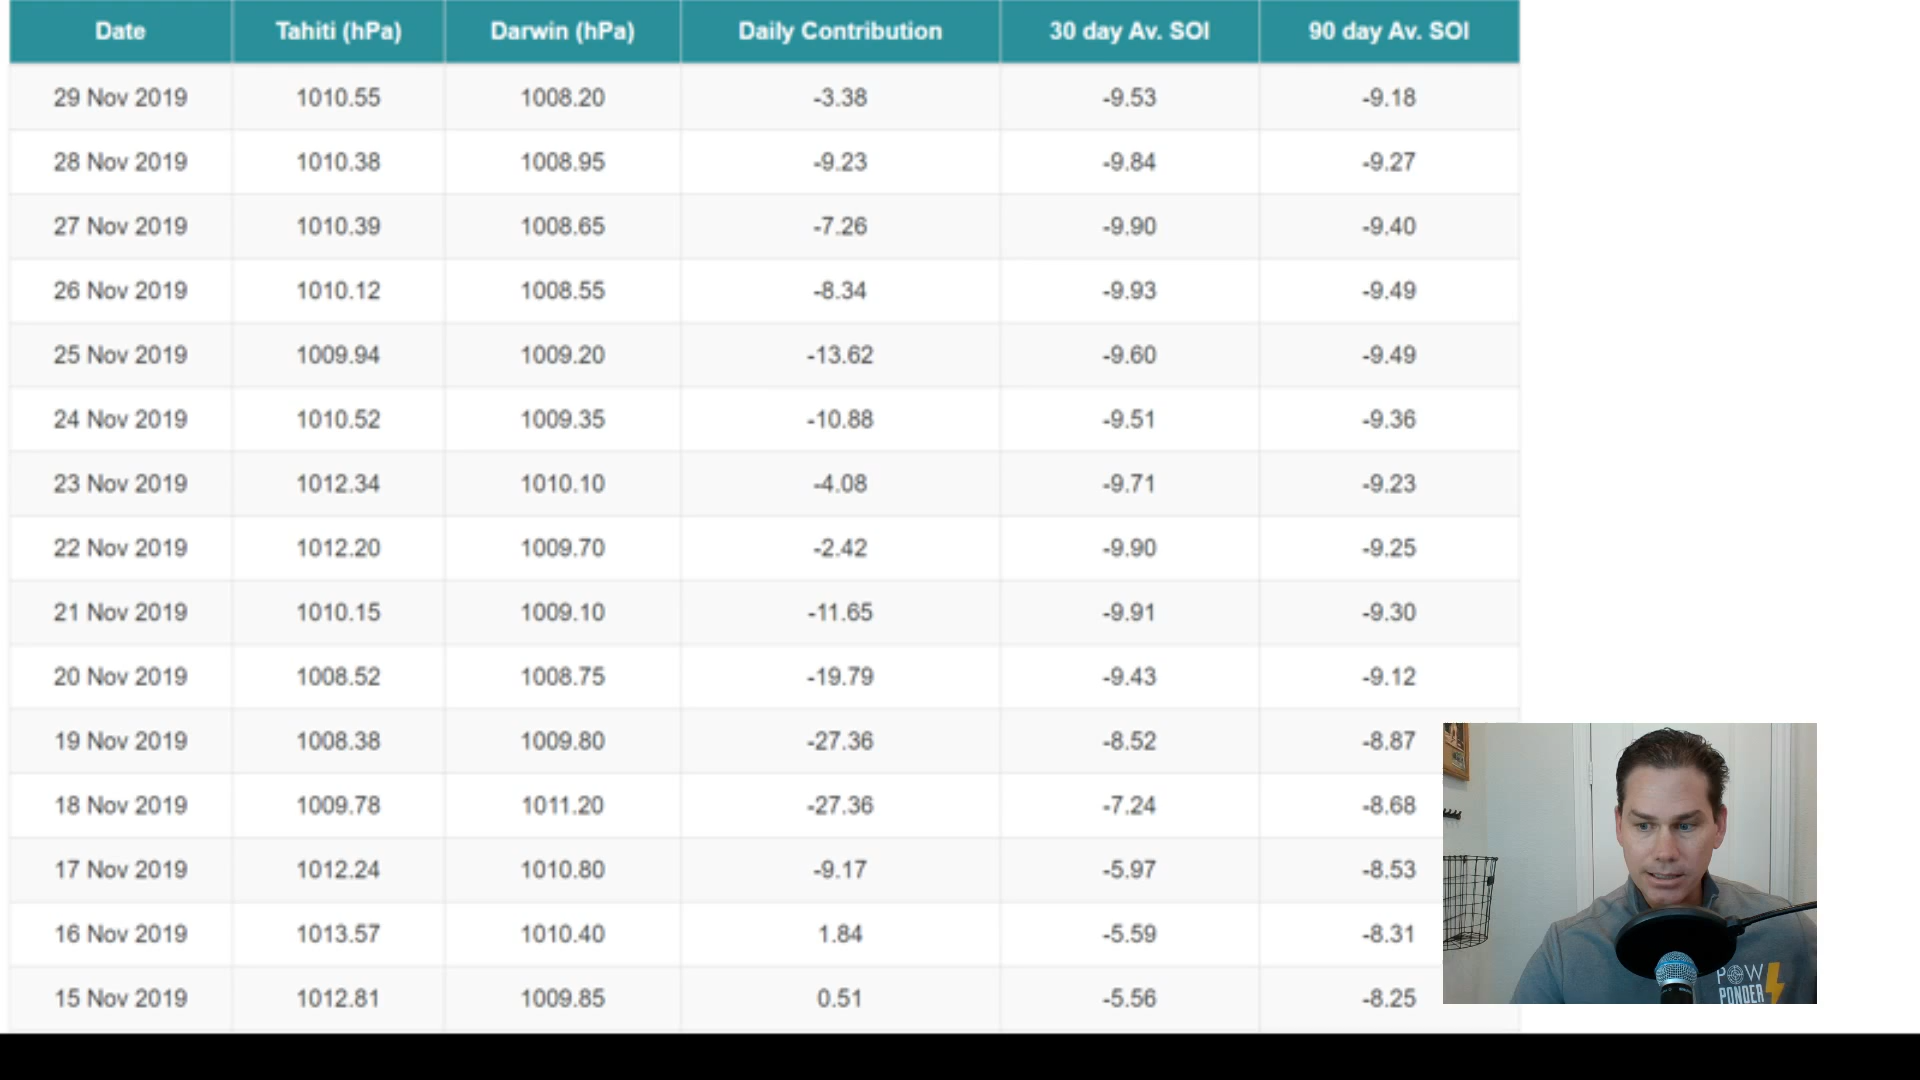 Date Tahiti (hPa) Darwin (hPa) Daily Contribution 30 day Av. SOI 90 day Av. SOI
29 Nov 2019 1010.55 1008.20 -3.38 -9.53 -9.18
28 Nov 2019 1010.38 1008.95 -9.23 -9.84 -9.27
27 Nov 2019 1010.39 1008.65 -7.26 -9.90 -9.40
26 Nov 2019 1010.12 1008.55 -8.34 -9.93 -9.49
25 Nov 2019 1009.94 1009.20 -13.62 -9.60 -9.49
24 Nov 2019 1010.52 1009.35 -10.88 -9.51 -9.36
23 Nov 2019 1012.34 1010.10 -4.08 -9.71 -9.23
22 Nov 2019 1012.20 1009.70 -2.42 -9.90 -9.25
21 Nov 2019 1010.15 1009.10 -11.65 -9.91 -9.30
20 Nov 2019 1008.52 1008.75 -19.79 -9.43 -9.12
19 Nov 2019 1008.38 1009.80 -27.36 -8.52 -8.87
18 Nov 2019 1009.78 1011.20 -27.36 -7.24 -8.68
17 Nov 2019 1012.24 1010.80 -9.17 -5.97 -8.53
16 Nov 2019 1013.57 1010.40 1.84 -5.59 -8.31
15 Nov 2019 1012.81 1009.85 0.51 -5.56 -8.25
POW
PONDER